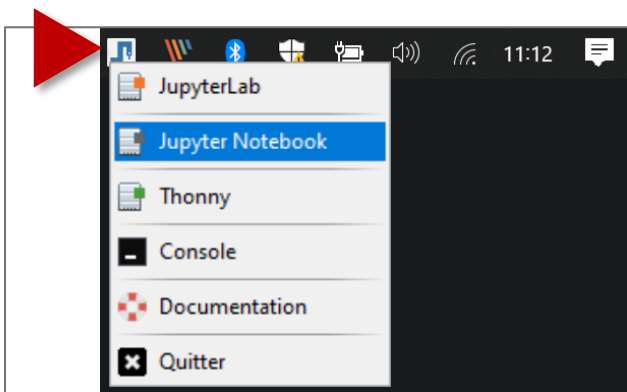 11:12
JupyterLab
Jupyter Notebook
Thonny
Console
Documentation
Quitter